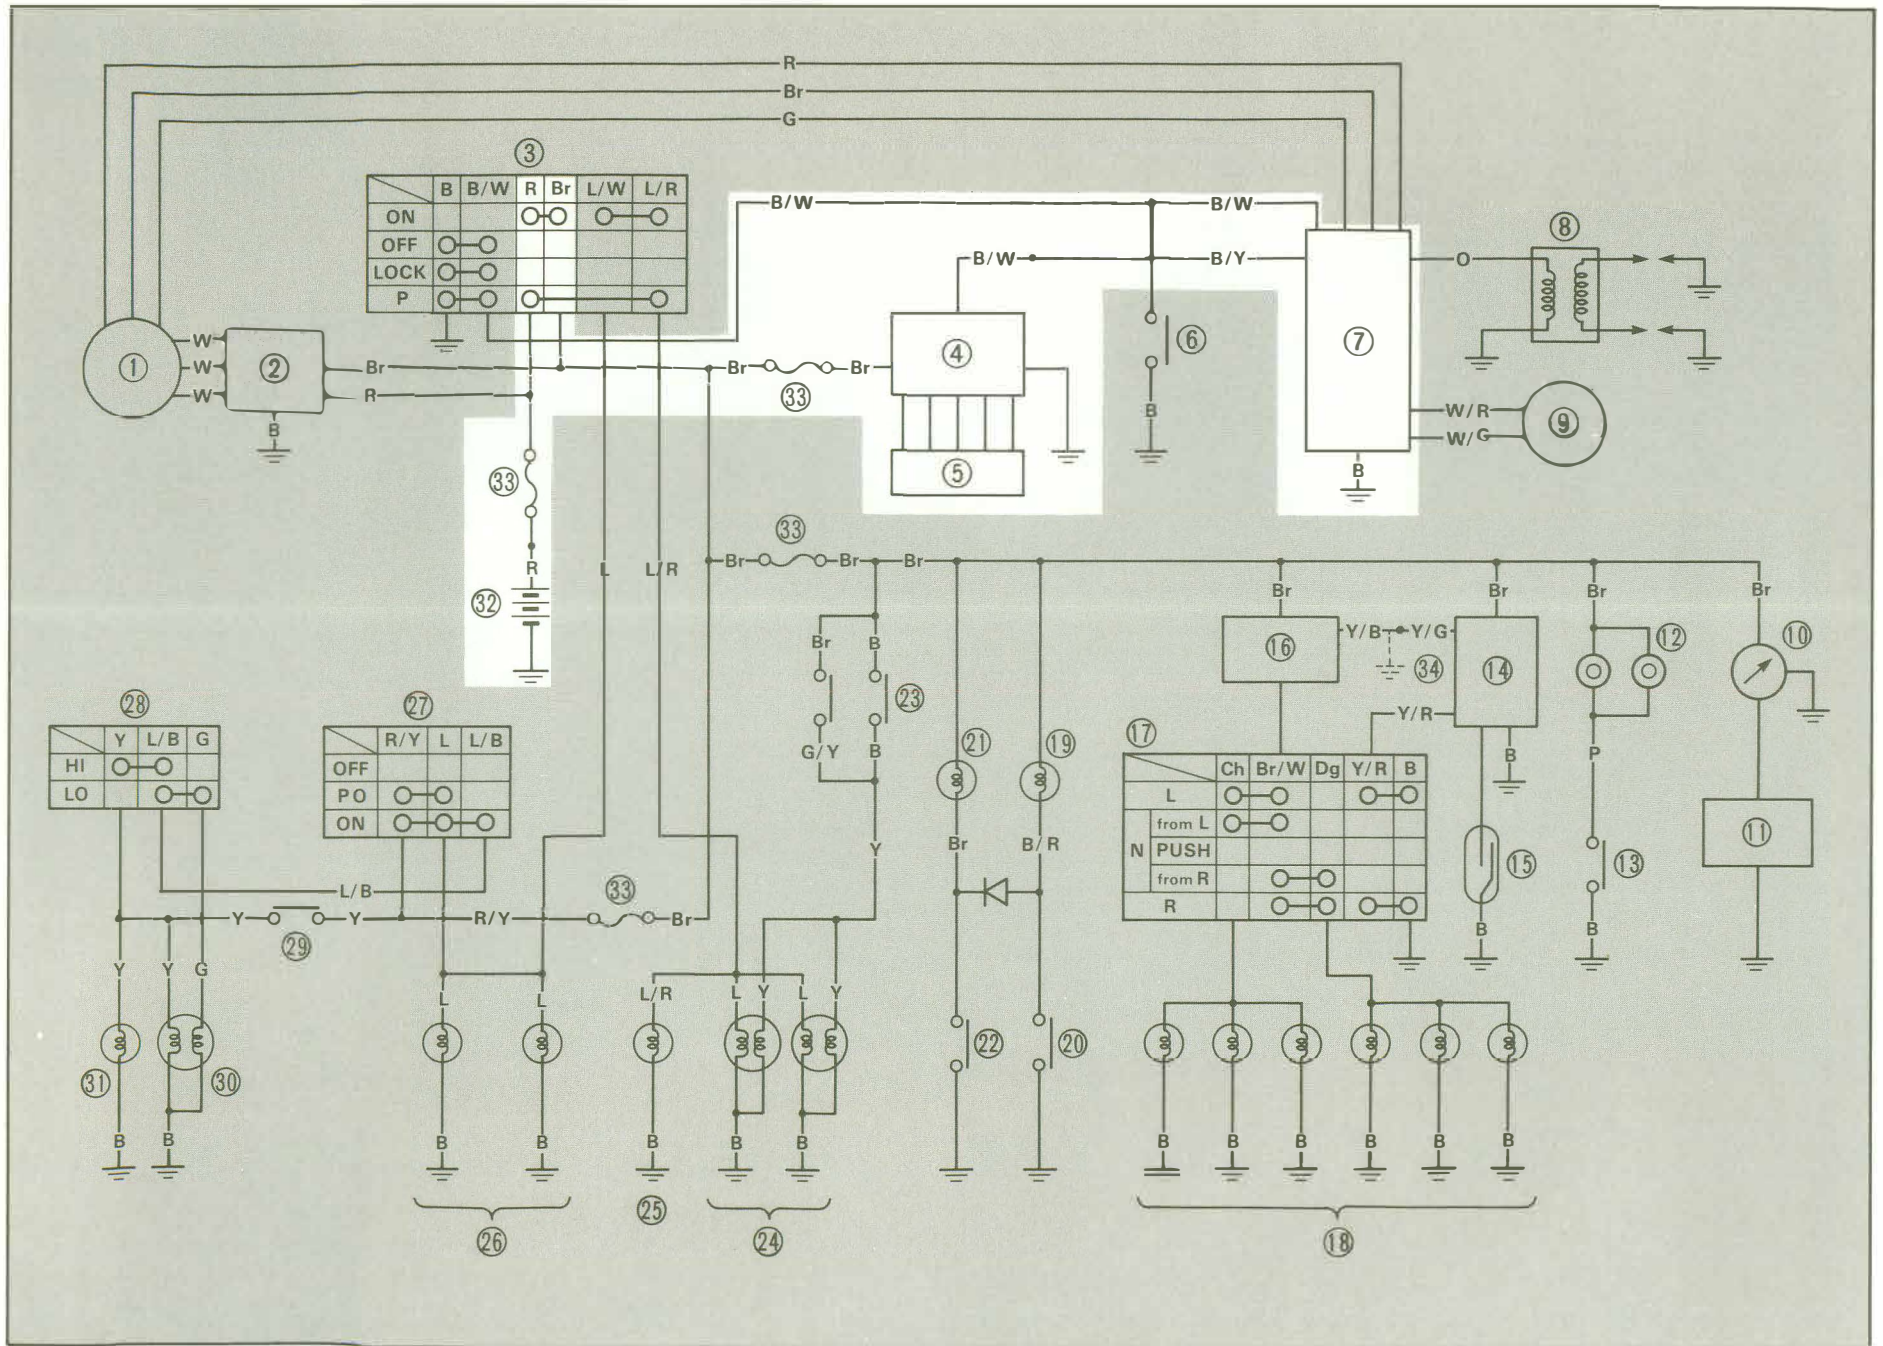 R
Br
G
③
B B/W R Br L/W L/R
ON
OFF
LOCK
P
B/W B/W
B/W B/Y
O
⑧
①
W
W
W
②
Br
R
B
Br Br
㉝
④
⑤
⑥
B
⑦
B
W/R
W/G
⑨
㉝
R
㉜
L L/R
㉝
Br Br Br
Br B
㉓
G/Y B
Y
Br Br Br Br
⑯
Y/B Y/G
㉞
⑭
Y/R
B
⑫
⑩
P
㉘
Y L/B G
HI
LO
㉗
R/Y L L/B
OFF
PO
ON
㉑ ⑲
Br B/R
⑰
Ch Br/W Dg Y/R B
L
from L
N PUSH
from R
R
⑮
B
⑬
B
⑪
L/B
Y Y R/Y Br
㉙
㉝
Y Y G
L L
L/R L Y L Y
㉛ ㉚
㉒ ⑳
B B B B B B B B B B B B B
㉖ ㉕ ㉔ ⑱